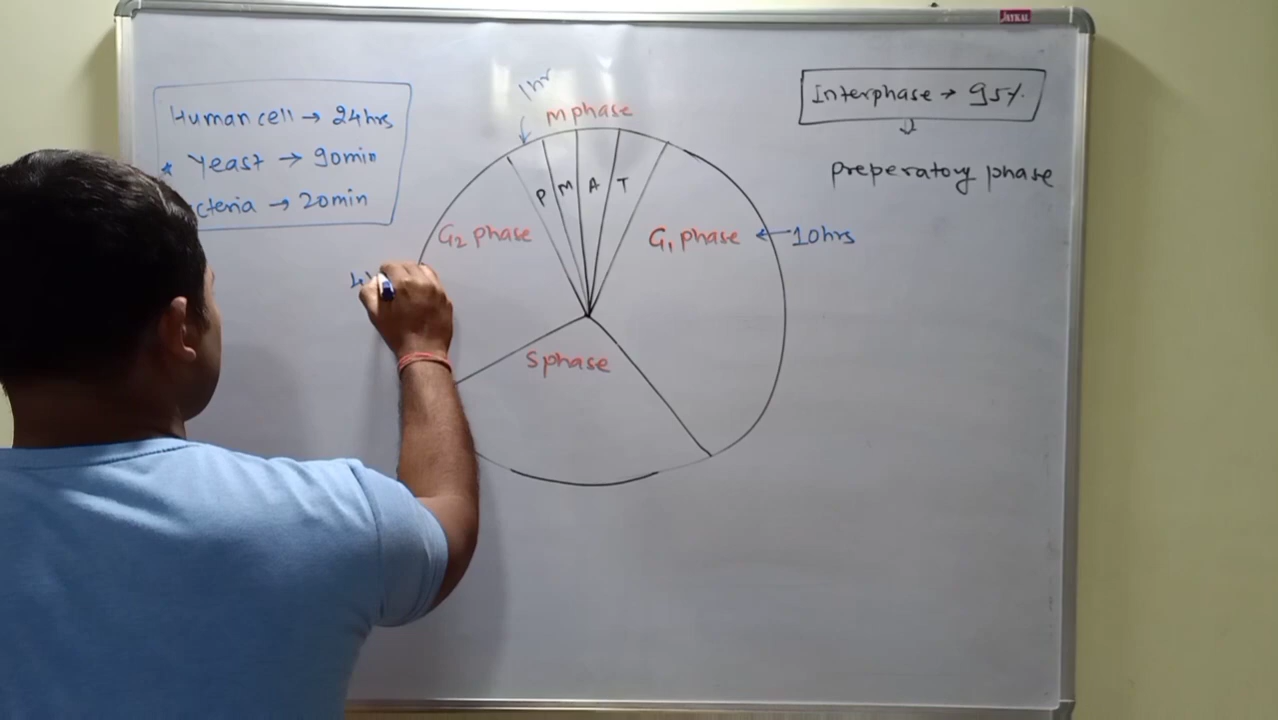 JAYKAL
Human cell → 24hrs
* Yeast → 90min
cteria → 20min
1hr
M phase
Interphase → 95%
preperatory phase
P M A T
G₂ phase
G₁ phase ← 10hrs
S phase